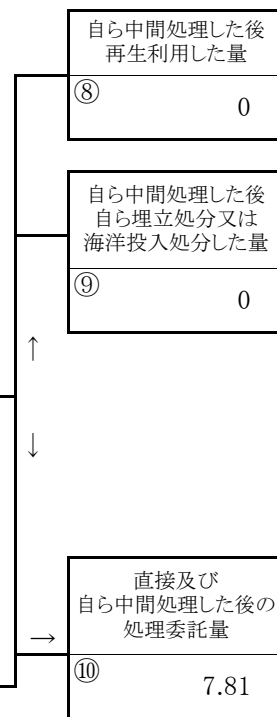 自ら中間処理した後
再生利用した量
⑧
0
自ら中間処理した後
自ら埋立処分又は
海洋投入処分した量
⑨
0
↑
↓
直接及び
自ら中間処理した後の
処理委託量
→
⑩
7.81